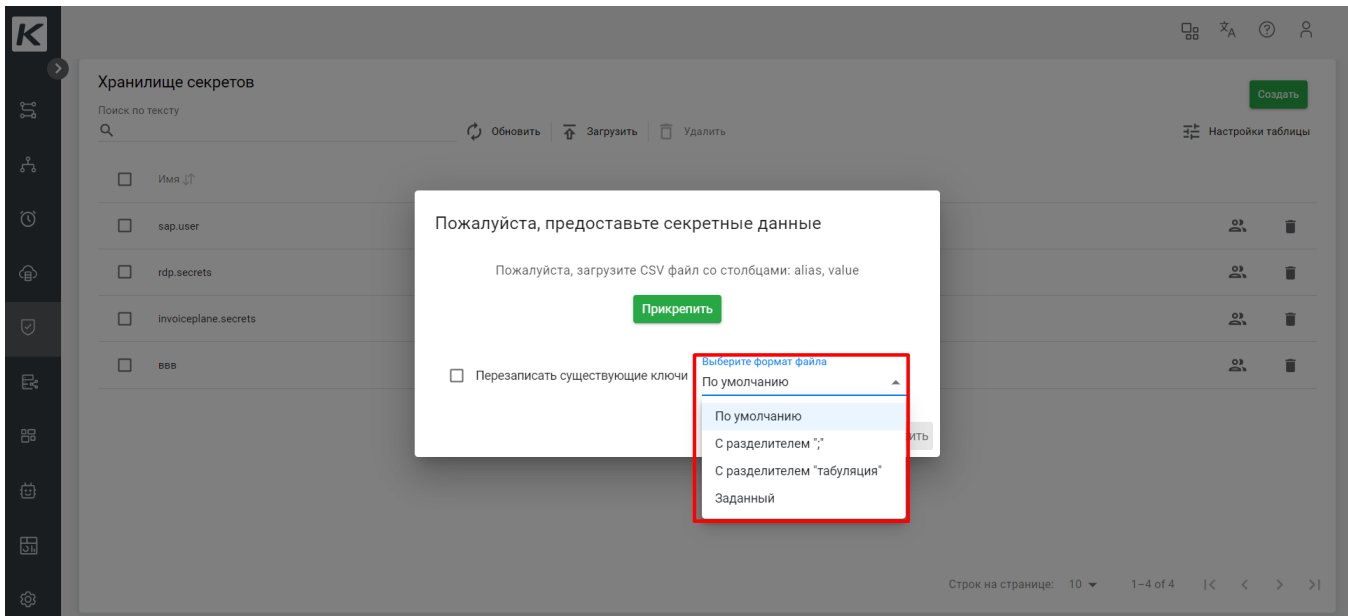 K
Хранилище секретов
Создать
Поиск по тексту
Обновить
Загрузить
Удалить
Настройки таблицы
Имя
sap.user
rdp.secrets
invoiceplane.secrets
ввв
Пожалуйста, предоставьте секретные данные
Пожалуйста, загрузите CSV файл со столбцами: alias, value
Прикрепить
Перезаписать существующие ключи
Выберите формат файла
По умолчанию
По умолчанию
С разделителем ";"
С разделителем "табуляция"
Заданный
ить
Строк на странице: 10 1–4 of 4